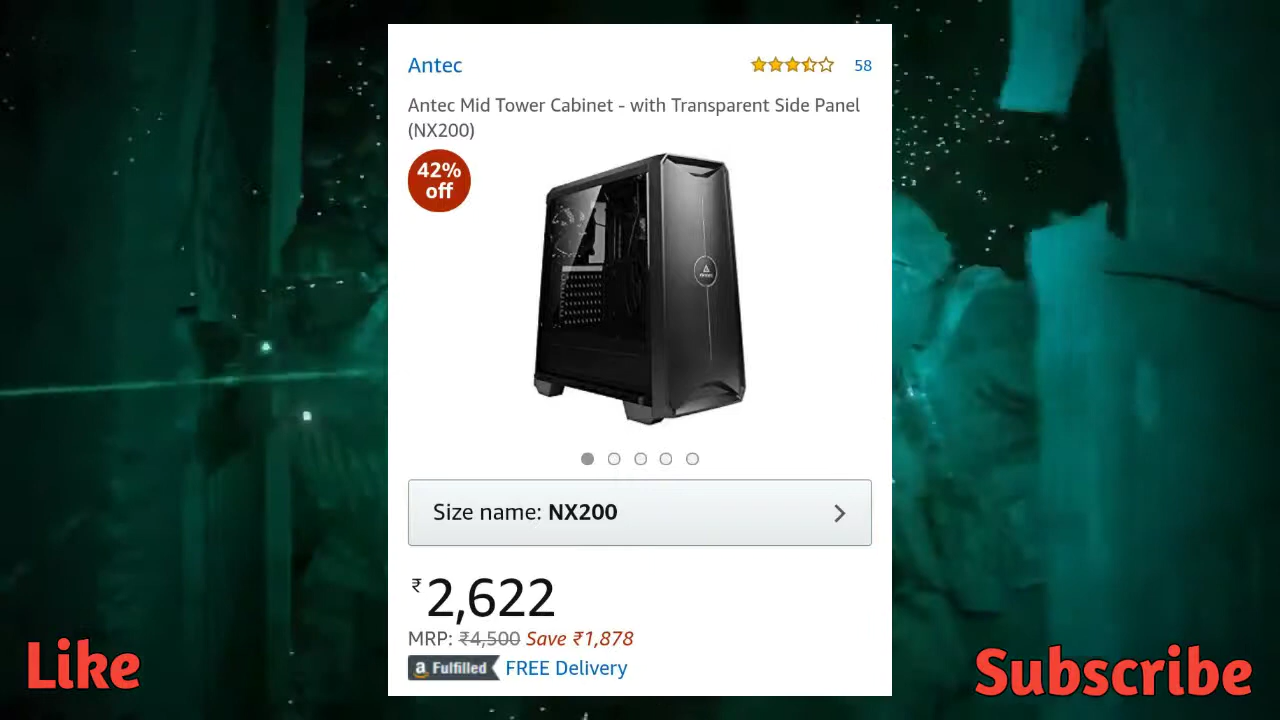 Antec 58
Antec Mid Tower Cabinet - with Transparent Side Panel
(NX200)
42%
off
Size name: NX200
₹2,622
MRP: ₹4,500 Save ₹1,878
a Fulfilled FREE Delivery
Like
Subscribe